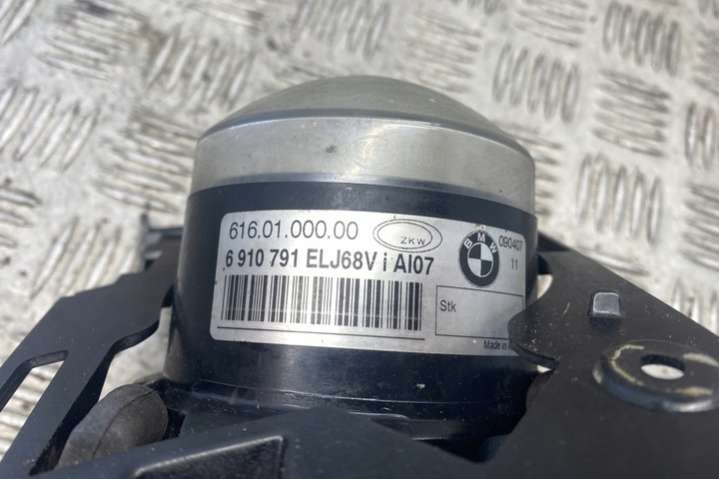 616.01.000.00 ZKW BMW 090407
6 910 791 ELJ68V i AI07 11
Stk
Made in